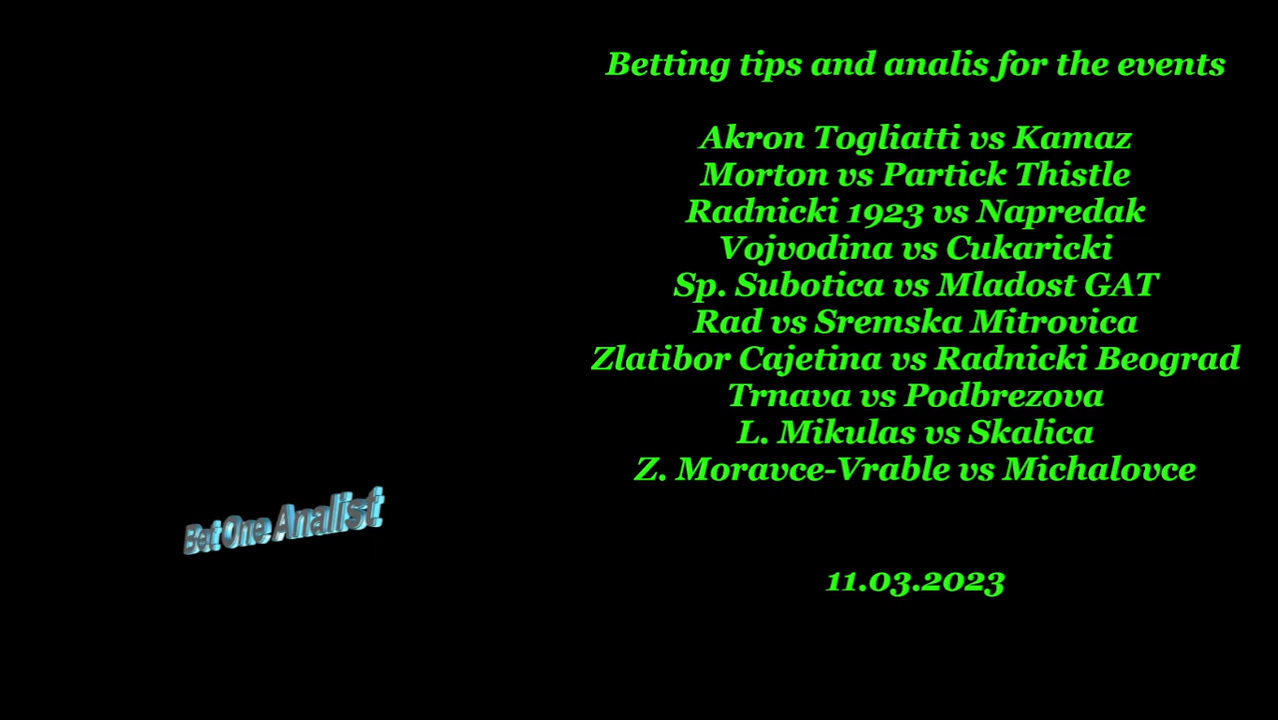 Betting tips and analis for the events
Akron Togliatti vs Kamaz
Morton vs Partick Thistle
Radnicki 1923 vs Napredak
Vojvodina vs Cukaricki
Sp. Subotica vs Mladost GAT
Rad vs Sremska Mitrovica
Zlatibor Cajetina vs Radnicki Beograd
Trnava vs Podbrezova
L. Mikulas vs Skalica
Z. Moravce-Vrable vs Michalovce
Bet One Analist
11.03.2023